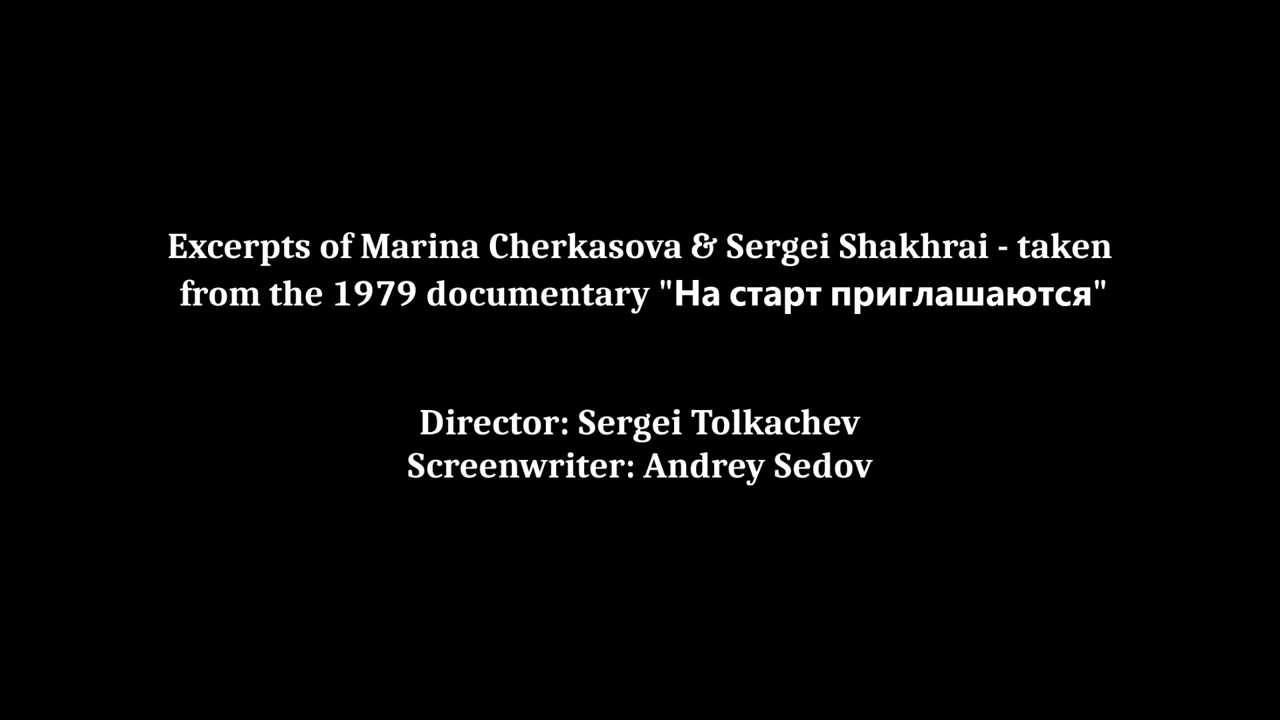 Excerpts of Marina Cherkasova & Sergei Shakhrai - taken
from the 1979 documentary "На старт приглашаются"
Director: Sergei Tolkachev
Screenwriter: Andrey Sedov